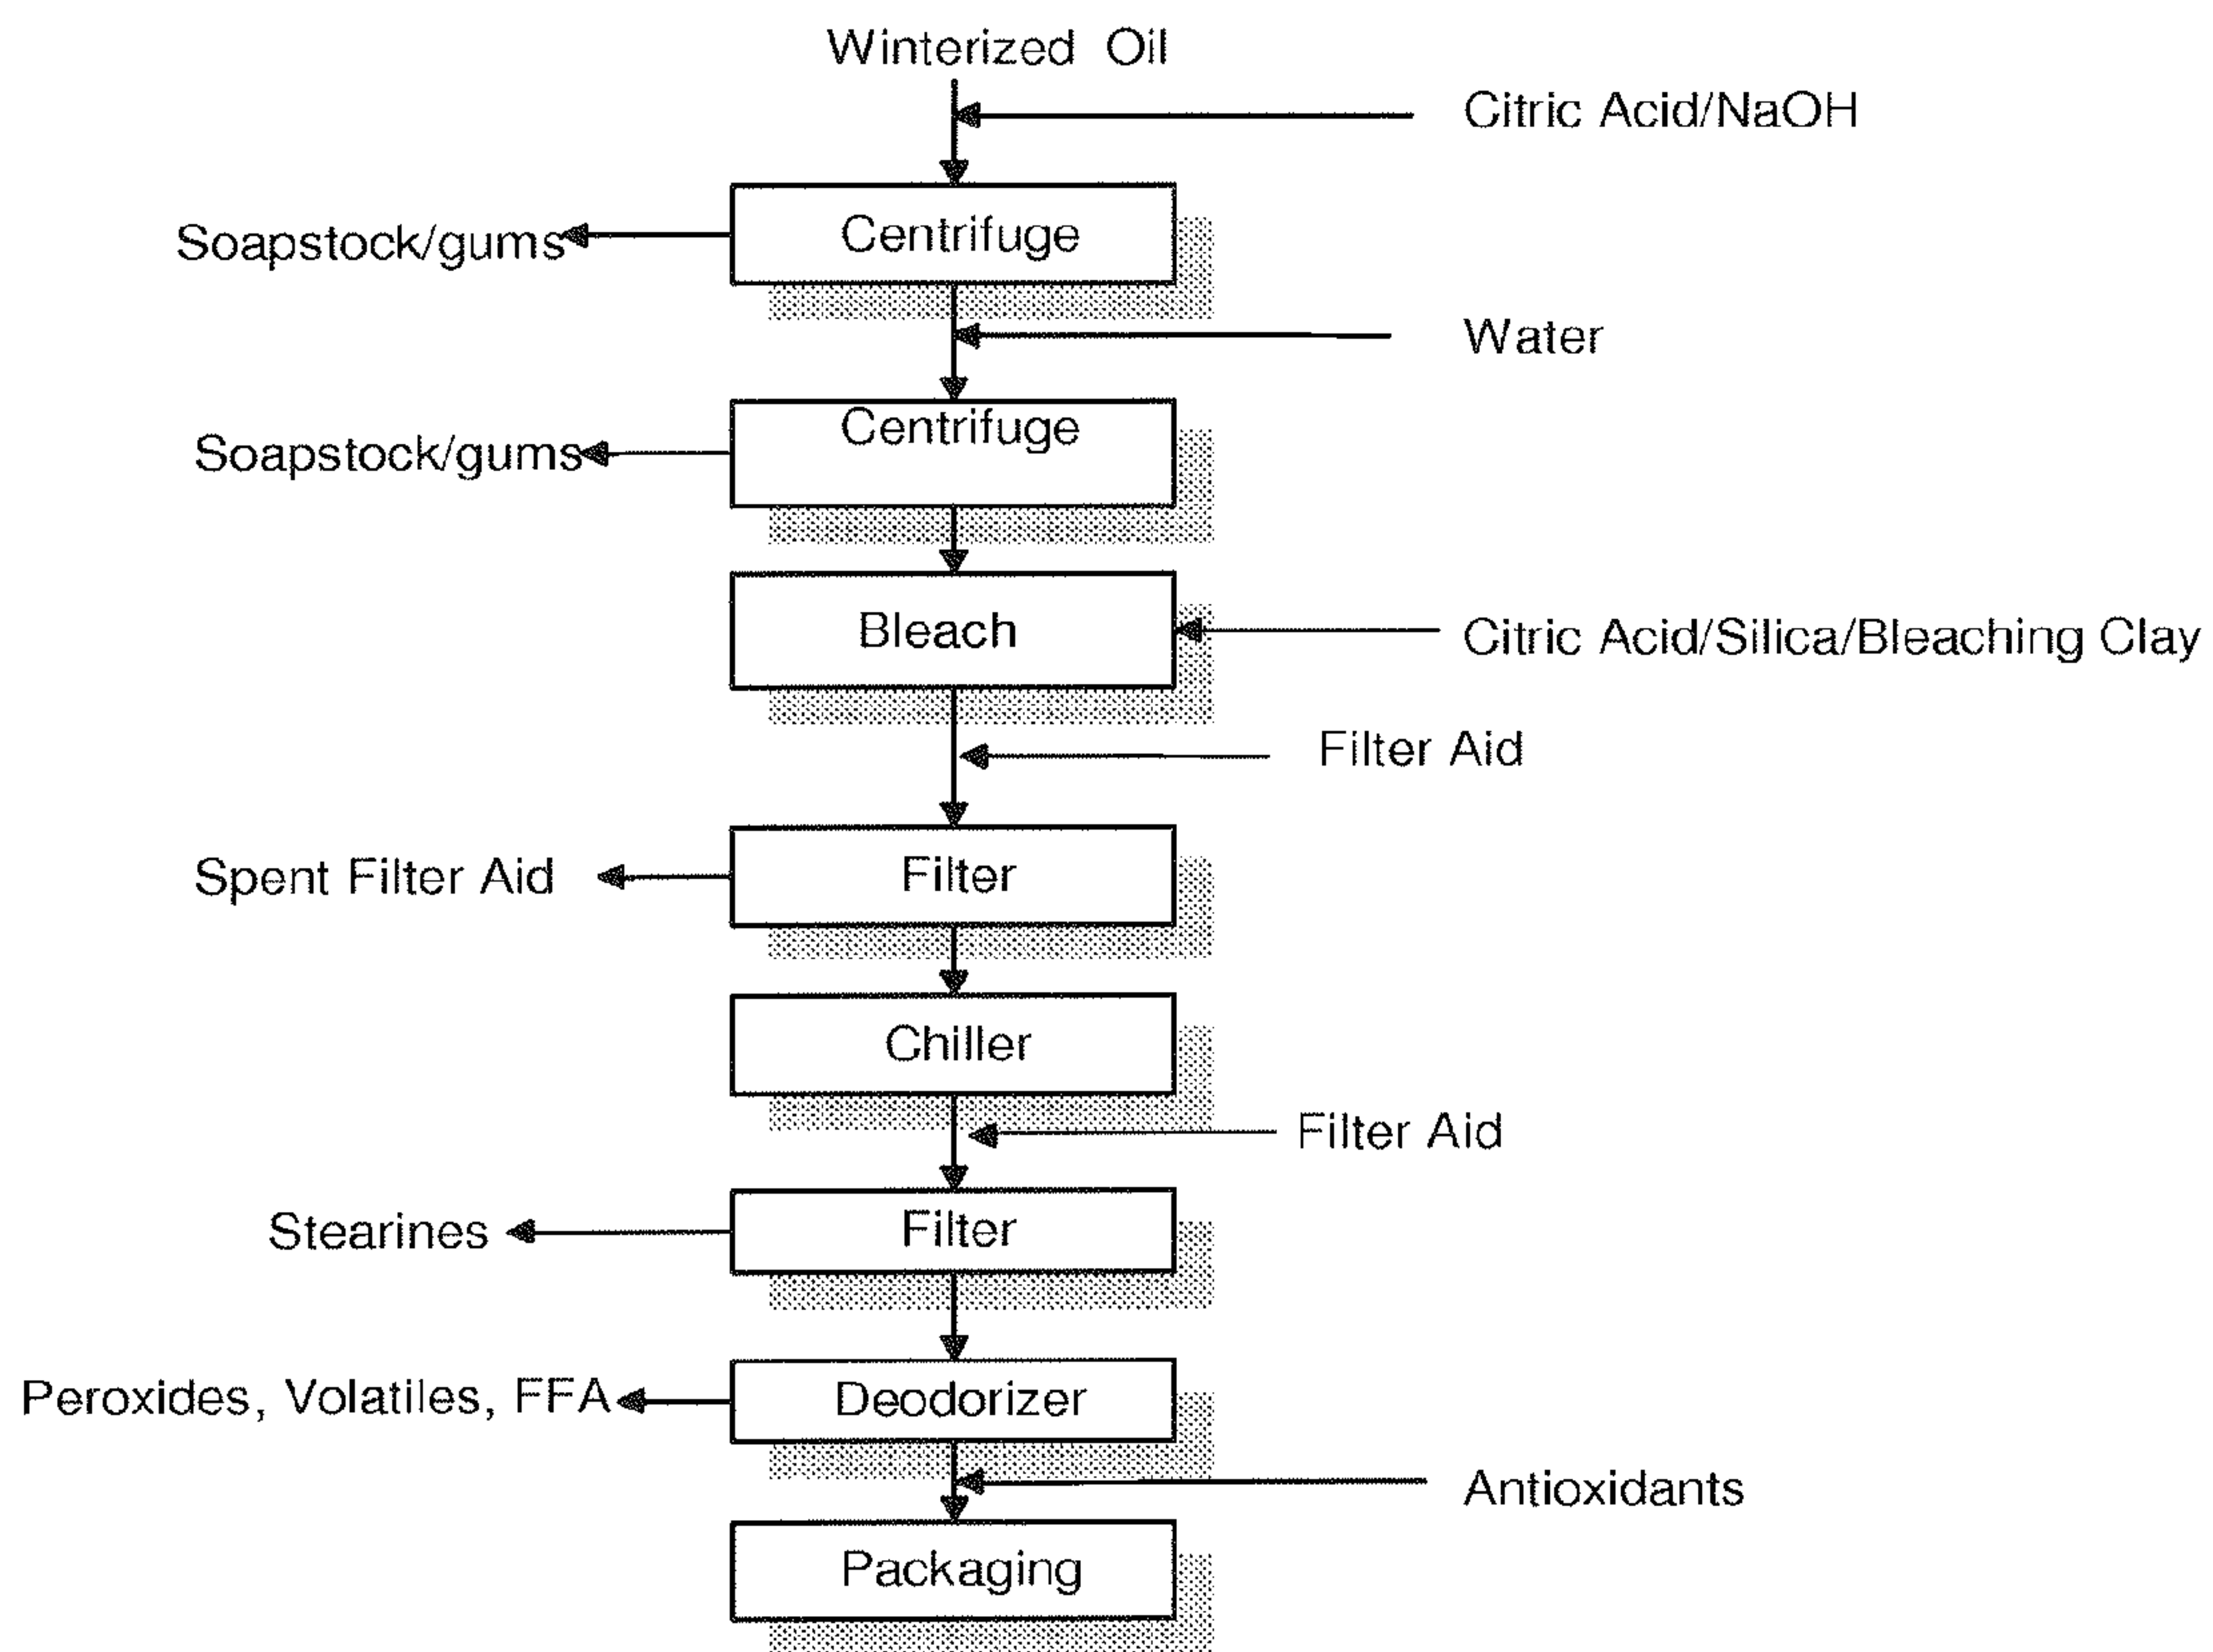 Winterized Oil
Citric Acid/NaOH
Centrifuge
Soapstock/gums
Water
Centrifuge
Soapstock/gums
Bleach
Citric Acid/Silica/Bleaching Clay
Filter Aid
Spent Filter Aid
Filter
Chiller
Filter Aid
Stearines
Filter
Peroxides, Volatiles, FFA
Deodorizer
Antioxidants
Packaging